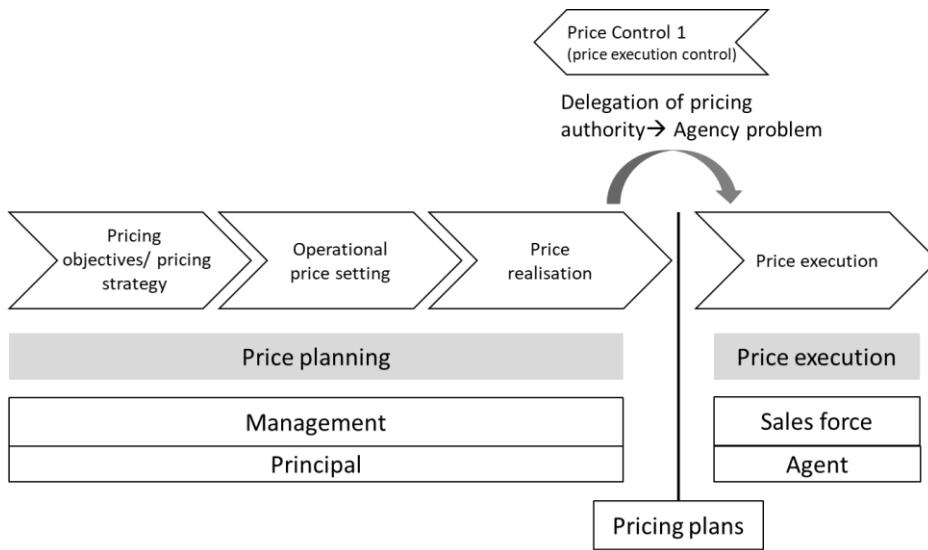 Price Control 1
(price execution control)
Delegation of pricing
authority→ Agency problem
Pricing
objectives/ pricing
strategy
Operational
price setting
Price
realisation
Price execution
Price planning
Price execution
Management
Sales force
Principal
Agent
Pricing plans